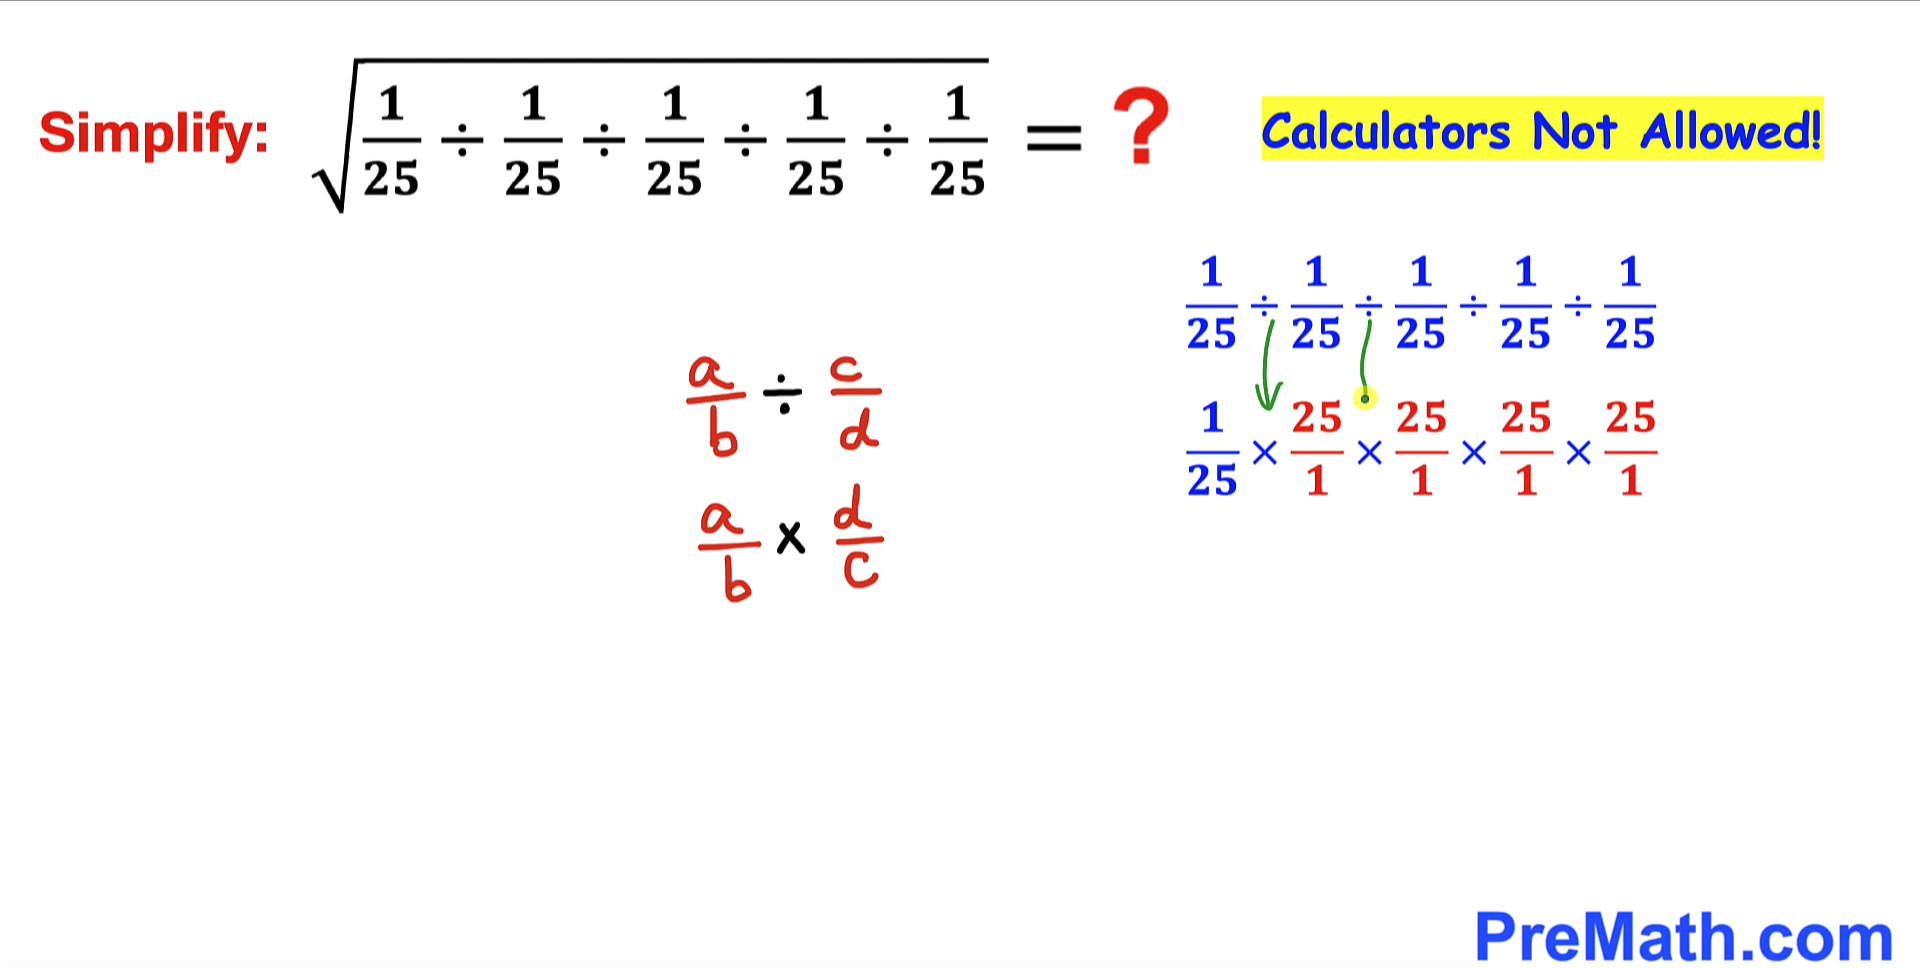 Simplify: √(1/25 ÷ 1/25 ÷ 1/25 ÷ 1/25 ÷ 1/25) = ?
Calculators Not Allowed!
1/25 ÷ 1/25 ÷ 1/25 ÷ 1/25 ÷ 1/25
1/25 × 25/1 × 25/1 × 25/1 × 25/1
a/b ÷ c/d
a/b × d/c
PreMath.com